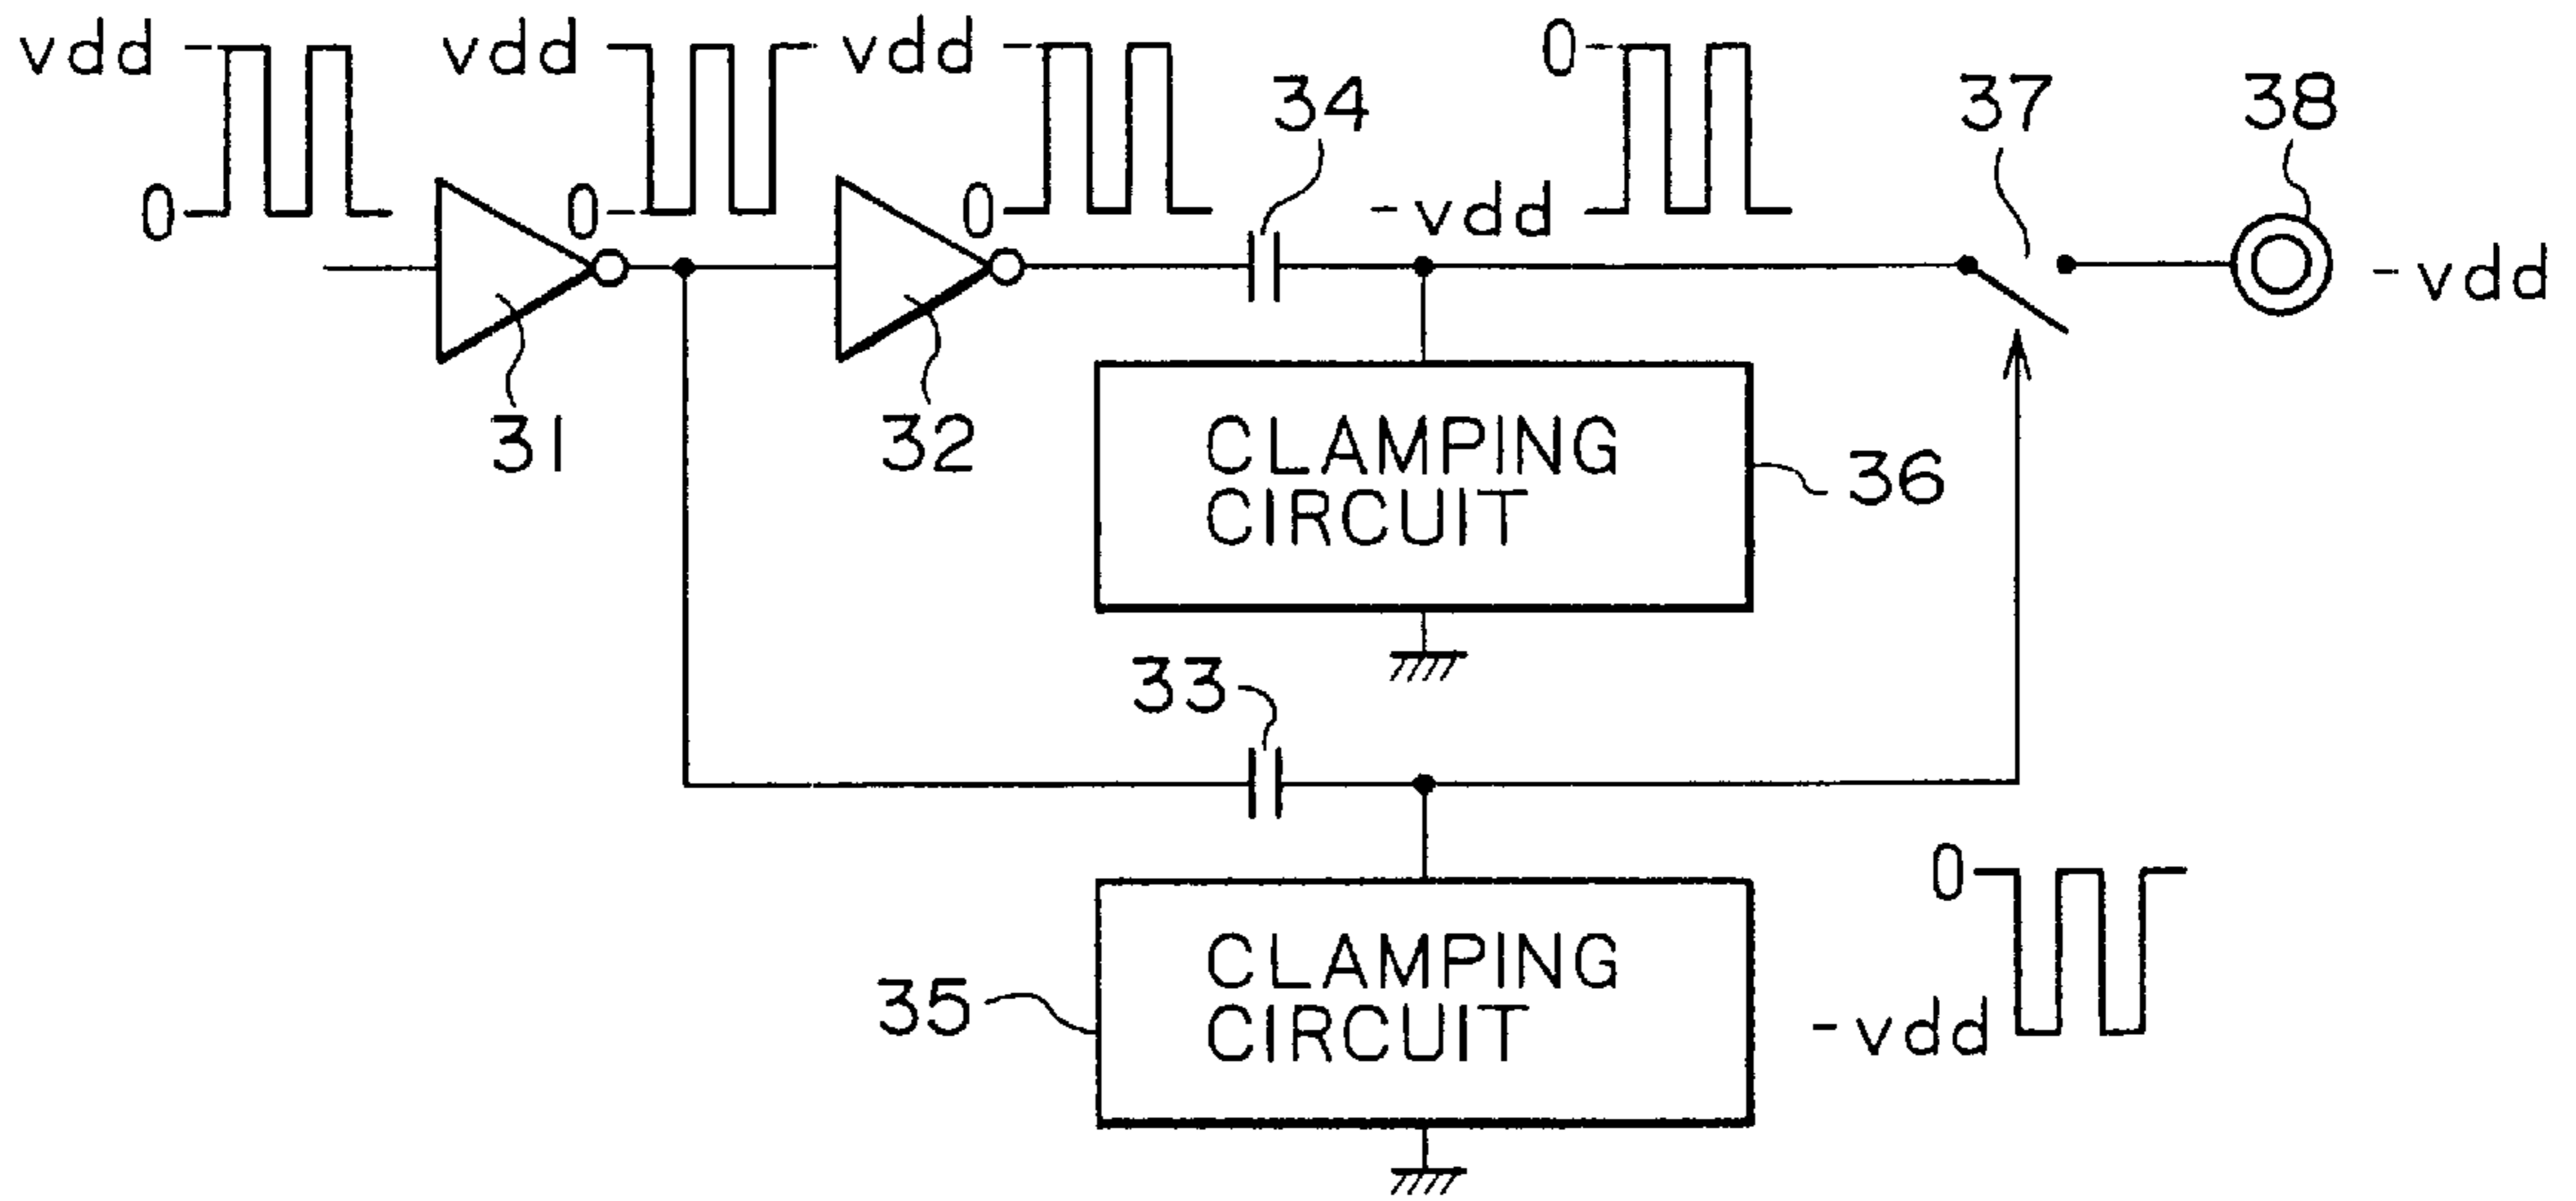 vdd
0
vdd
0
vdd
0
34
0
-vdd
37
38
-vdd
31
32
CLAMPING
CIRCUIT
36
33
35
CLAMPING
CIRCUIT
0
-vdd